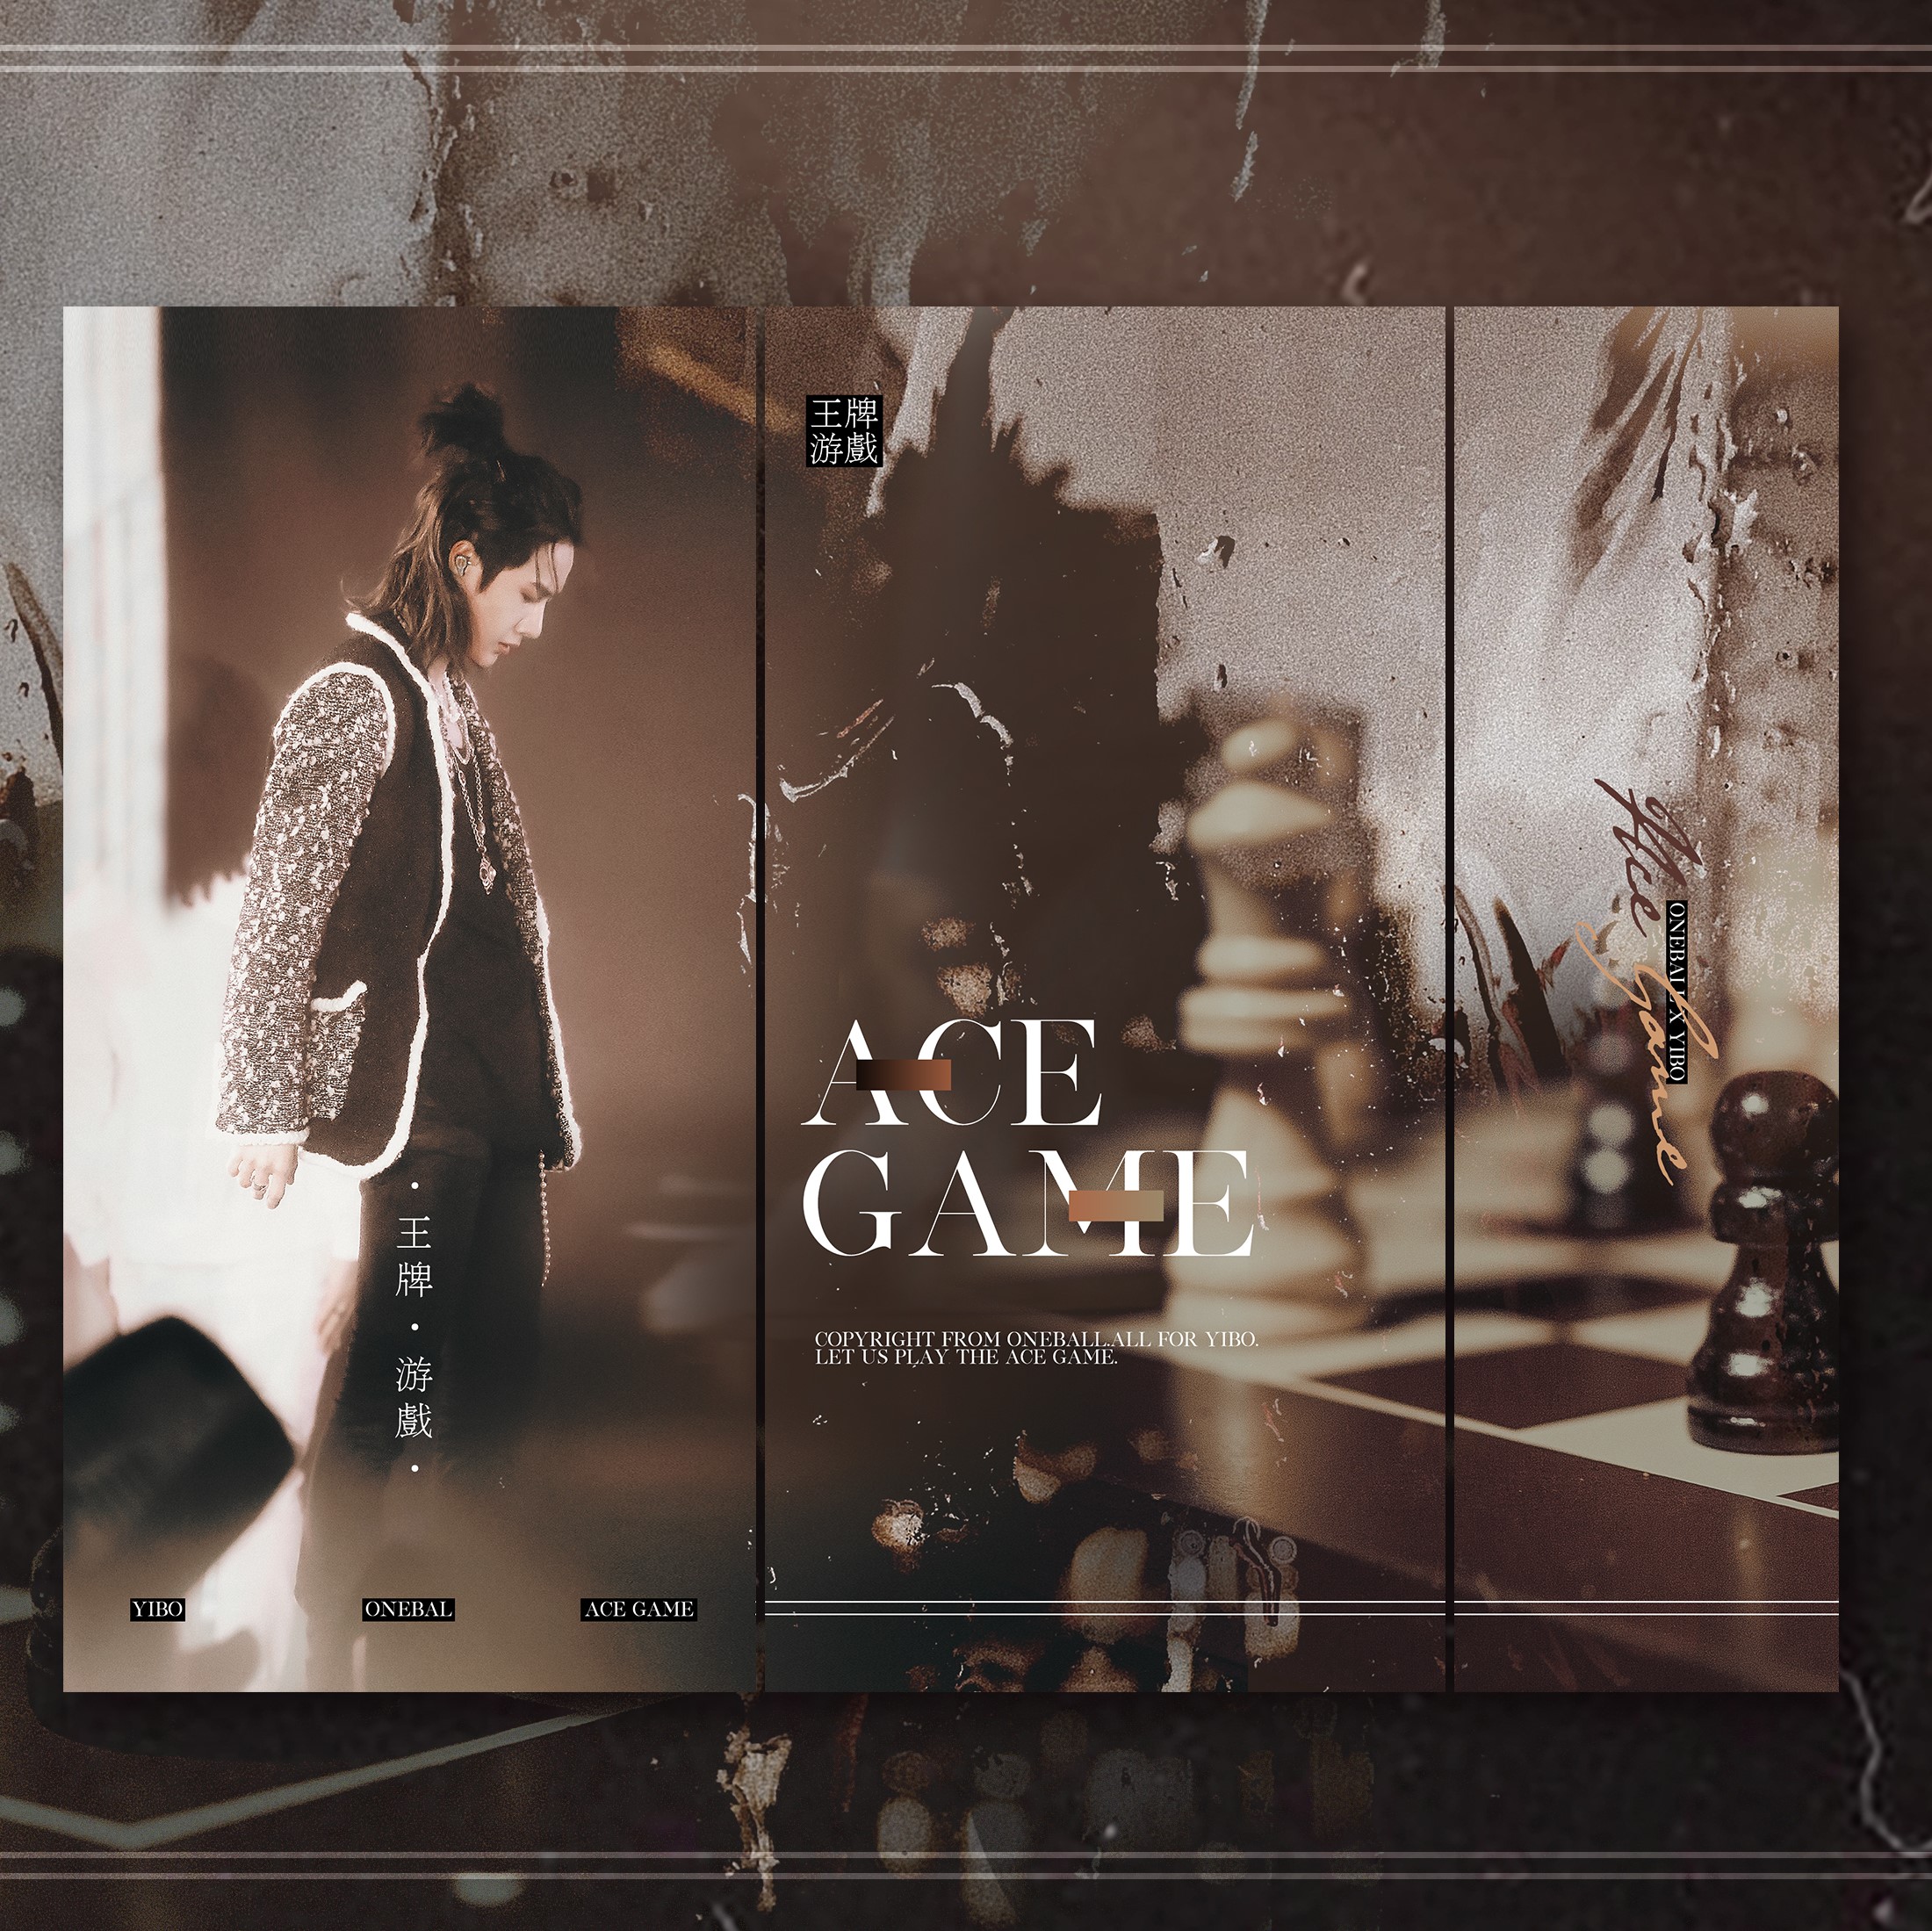 王牌
游戲
ACE
GAME
COPYRIGHT FROM ONEBALL.ALL FOR YIBO.
LET US PLAY THE ACE GAME.
·王牌·游戲·
YIBO
ONEBAL
ACE GAME
Ace
Game
ONEBALL X YIBO